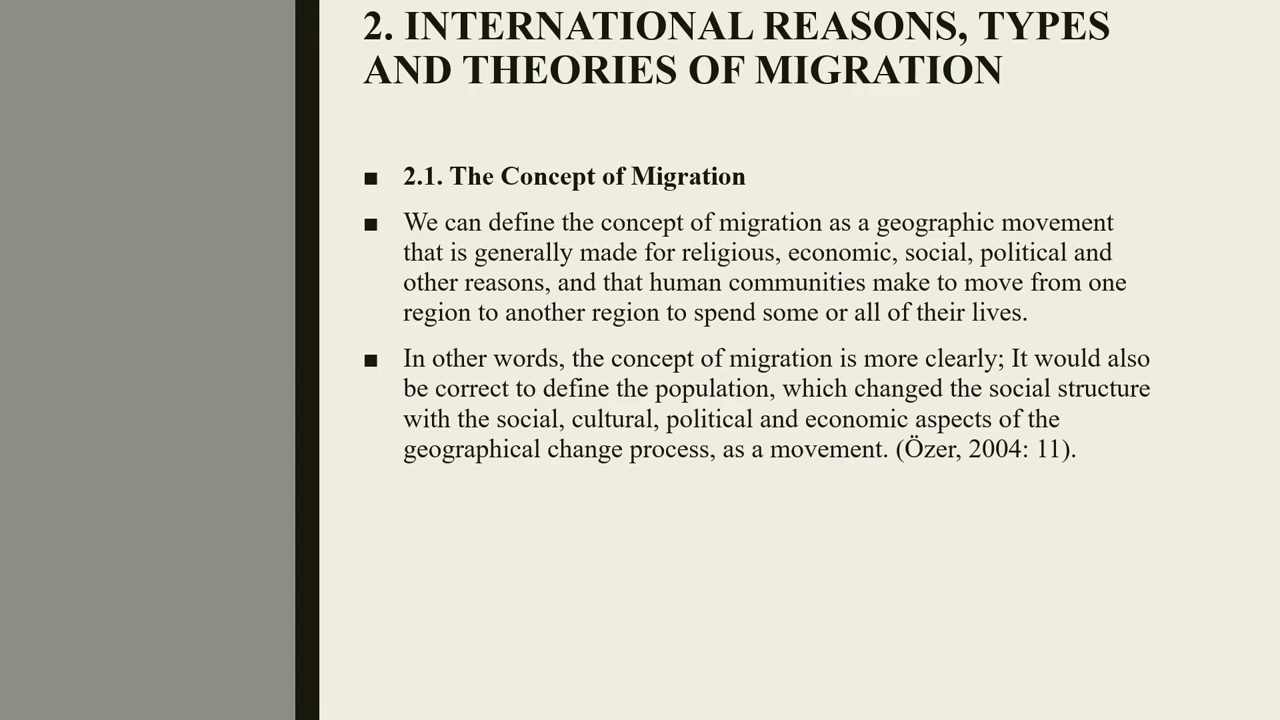 2. INTERNATIONAL REASONS, TYPES
AND THEORIES OF MIGRATION
■ 2.1. The Concept of Migration
■ We can define the concept of migration as a geographic movement
that is generally made for religious, economic, social, political and
other reasons, and that human communities make to move from one
region to another region to spend some or all of their lives.
■ In other words, the concept of migration is more clearly; It would also
be correct to define the population, which changed the social structure
with the social, cultural, political and economic aspects of the
geographical change process, as a movement. (Özer, 2004: 11).